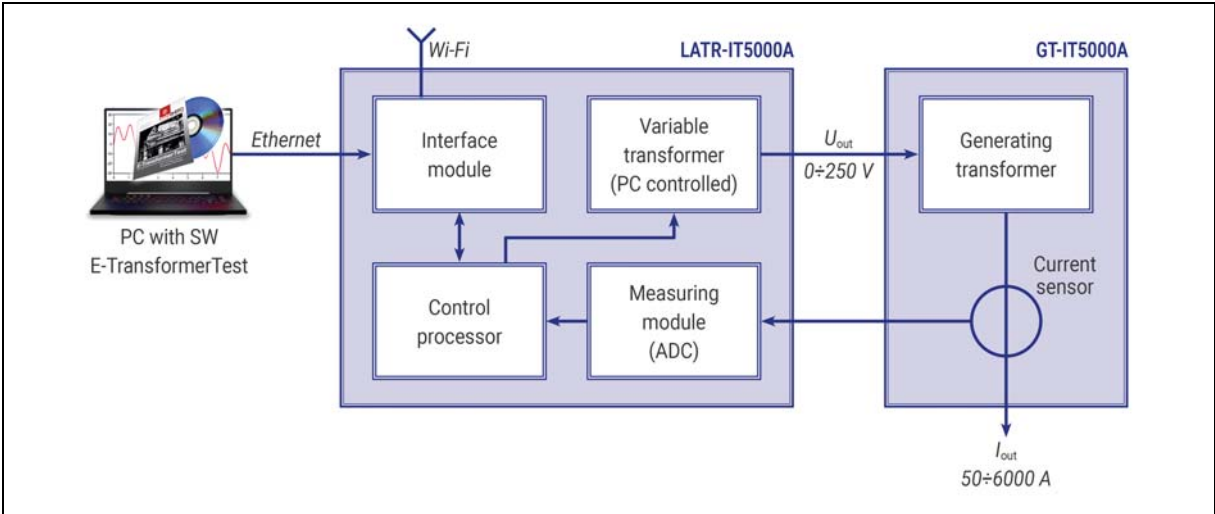 Wi-Fi
LATR-IT5000A
GT-IT5000A
Ethernet
Interface
module
Variable
transformer
(PC controlled)
Uout
0÷250 V
Generating
transformer
PC with SW
E-TransformerTest
Control
processor
Measuring
module
(ADC)
Current
sensor
Iout
50÷6000 A